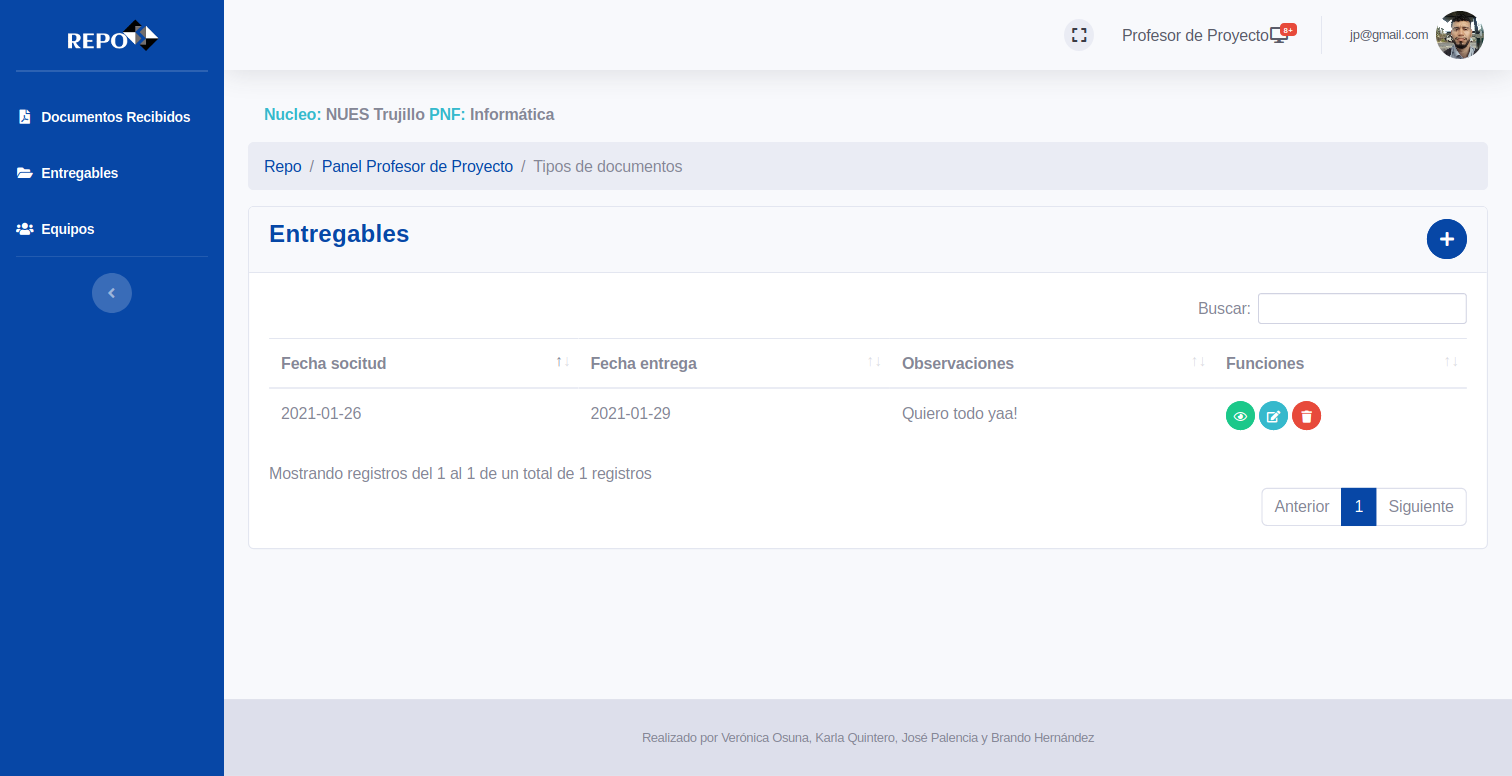 REPO
Documentos Recibidos
Entregables
Equipos
Profesor de Proyecto 8+
jp@gmail.com
Nucleo: NUES Trujillo PNF: Informática
Repo / Panel Profesor de Proyecto / Tipos de documentos
Entregables
Buscar:
Fecha socitud Fecha entrega Observaciones Funciones
2021-01-26 2021-01-29 Quiero todo yaa!
Mostrando registros del 1 al 1 de un total de 1 registros
Anterior 1 Siguiente
Realizado por Verónica Osuna, Karla Quintero, José Palencia y Brando Hernández